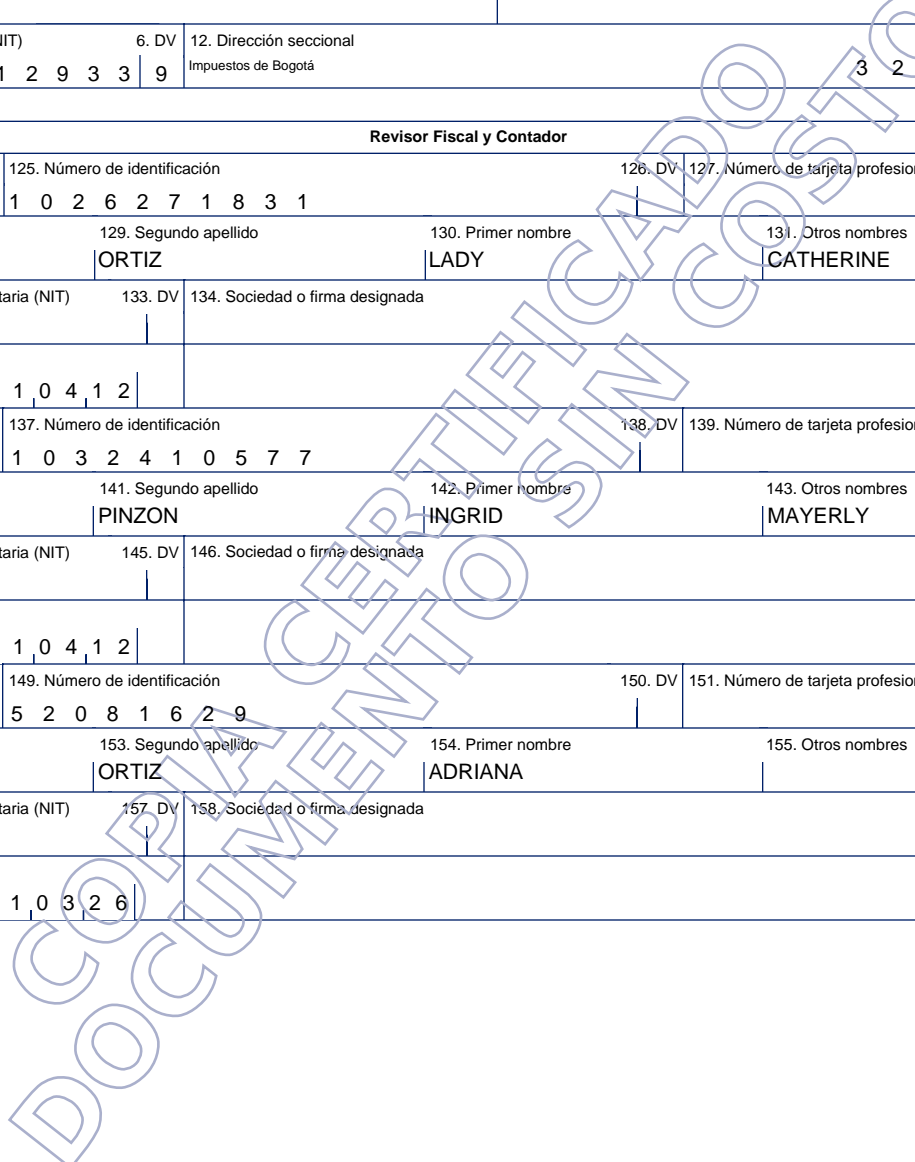 NIT) 6. DV 12. Dirección seccional
1 2 9 3 3 9 Impuestos de Bogotá 3 2
Revisor Fiscal y Contador
125. Número de identificación 126. DV 127. Número de tarjeta profesion
1 0 2 6 2 7 1 8 3 1
129. Segundo apellido 130. Primer nombre 131. Otros nombres
ORTIZ LADY CATHERINE
taria (NIT) 133. DV 134. Sociedad o firma designada
1 0 4 1 2
137. Número de identificación 138. DV 139. Número de tarjeta profesion
1 0 3 2 4 1 0 5 7 7
141. Segundo apellido 142. Primer nombre 143. Otros nombres
PINZON INGRID MAYERLY
taria (NIT) 145. DV 146. Sociedad o firma designada
1 0 4 1 2
149. Número de identificación 150. DV 151. Número de tarjeta profesion
5 2 0 8 1 6 2 9
153. Segundo apellido 154. Primer nombre 155. Otros nombres
ORTIZ ADRIANA
taria (NIT) 157. DV 158. Sociedad o firma designada
1 0 3 2 6
COPIA CERTIFICADO
DOCUMENTO SIN COSTO